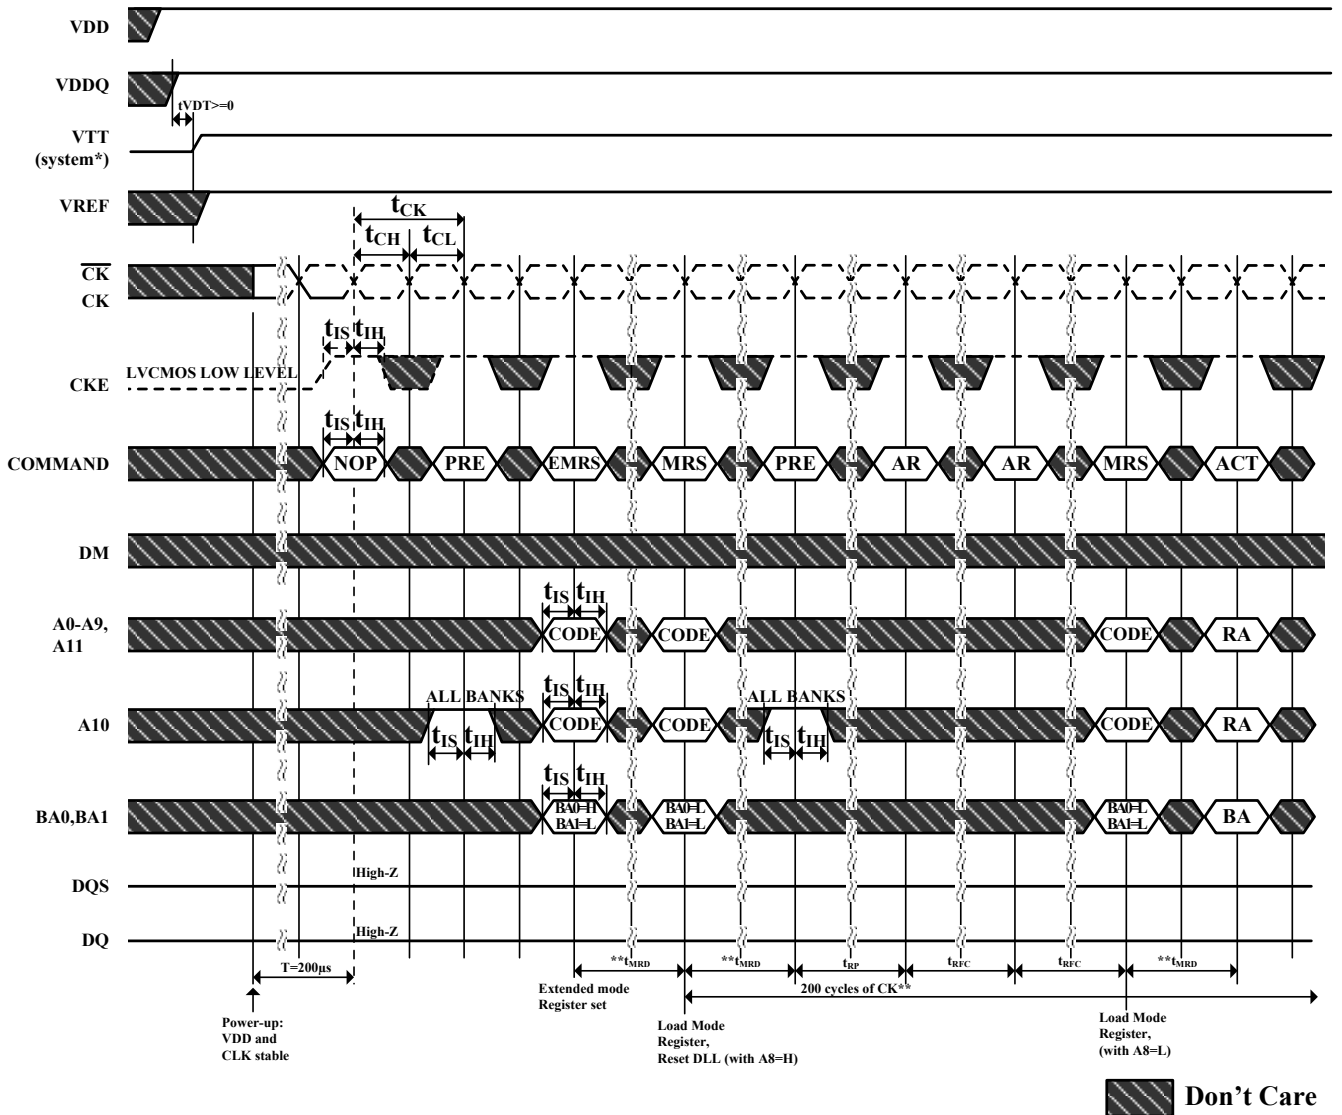 VDD
VDDQ
tVDT>=0
VTT
(system*)
VREF
tCK
tCH
tCL
CK
CK
tIS
tIH
LVCMOS LOW LEVEL
CKE
tIS
tIH
COMMAND
NOP
PRE
EMRS
MRS
PRE
AR
AR
MRS
ACT
DM
tIS
tIH
A0-A9,
A11
CODE
CODE
CODE
RA
ALL BANKS
tIS
tIH
ALL BANKS
A10
CODE
CODE
CODE
RA
tIS
tIH
tIS
tIH
tIS
tIH
BA0,BA1
BA0=H
BA1=L
BA0=L
BA1=L
BA0=L
BA1=L
BA
High-Z
DQS
High-Z
DQ
T=200µs
**tMRD
**tMRD
tRP
tRFC
tRFC
**tMRD
Extended mode
Register set
200 cycles of CK**
Power-up:
VDD and
CLK stable
Load Mode
Register,
Reset DLL (with A8=H)
Load Mode
Register,
(with A8=L)
Don't Care